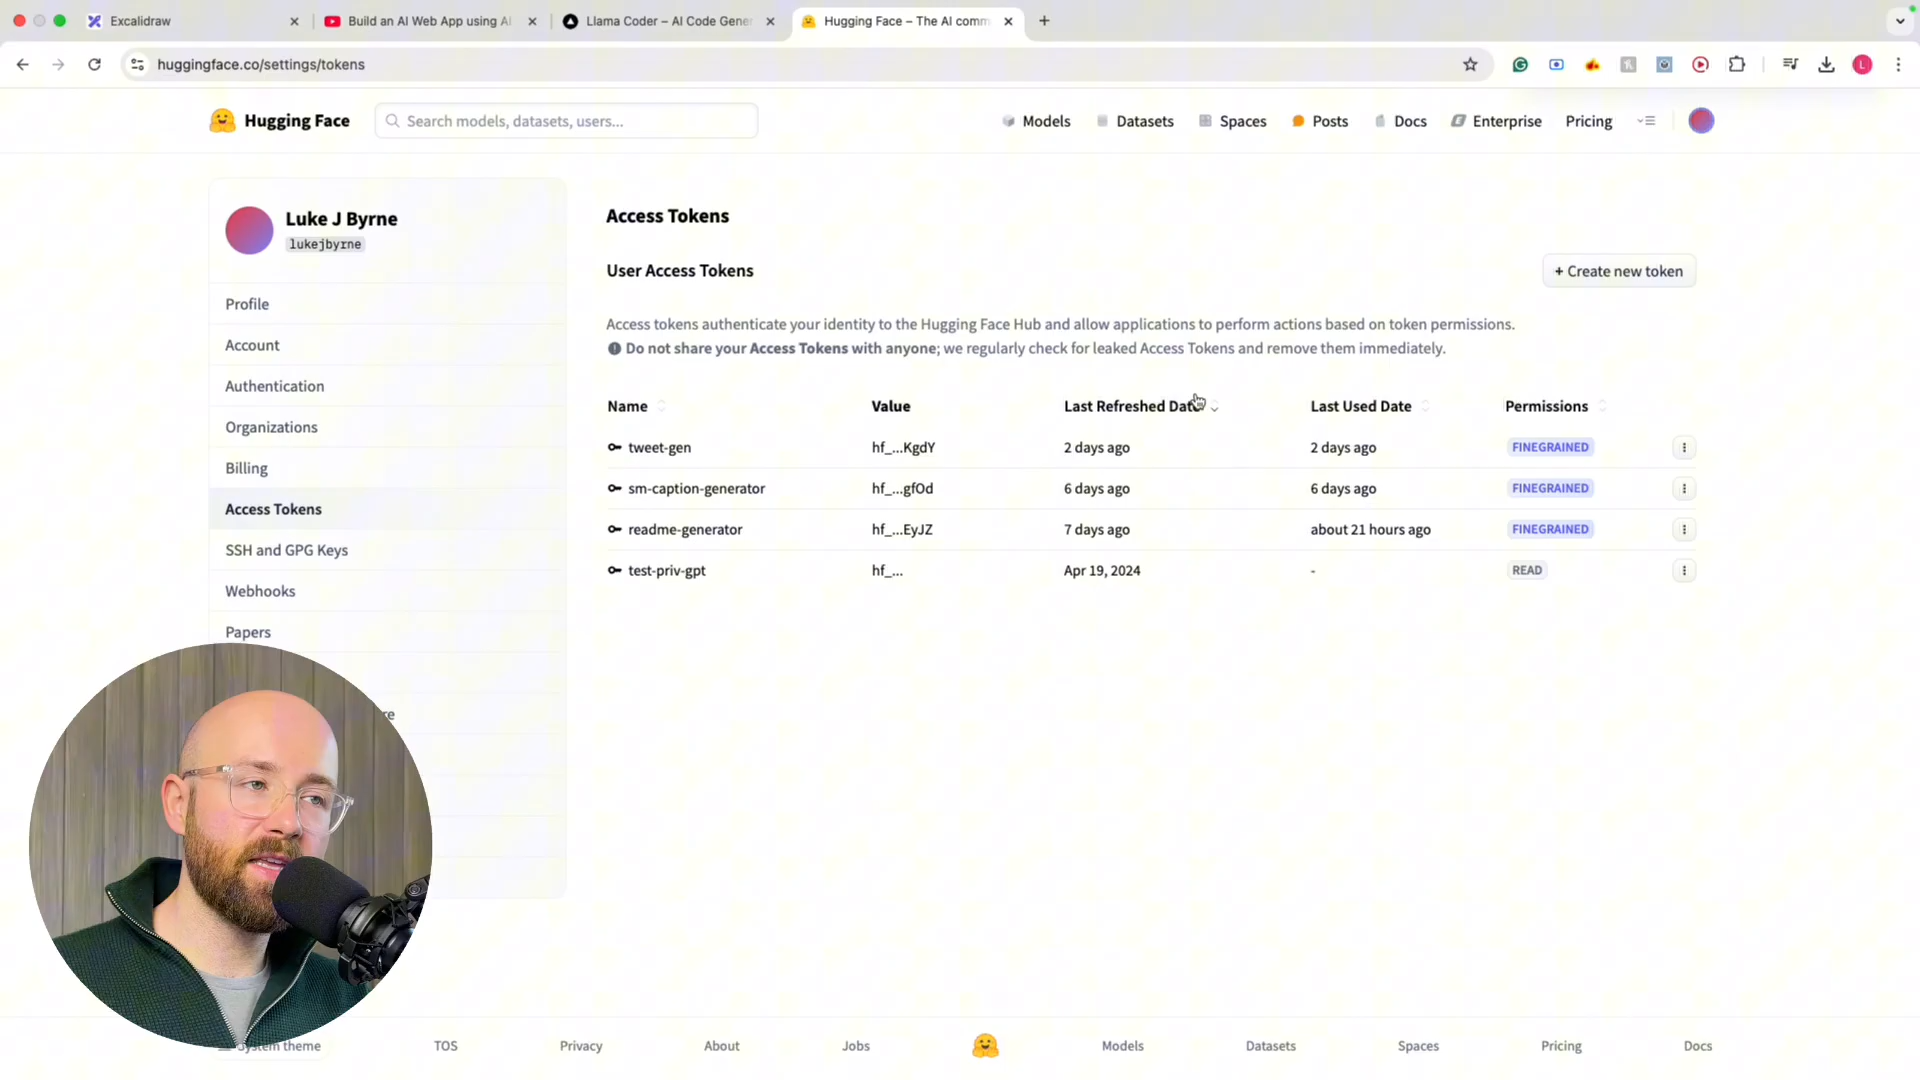 Excalidraw
Build an AI Web App using AI
Llama Coder – AI Code Gener
Hugging Face – The AI comm
huggingface.co/settings/tokens
L
Hugging Face
Search models, datasets, users...
Models
Datasets
Spaces
Posts
Docs
Enterprise
Pricing
Luke J Byrne
lukejbyrne
Profile
Account
Authentication
Organizations
Billing
Access Tokens
SSH and GPG Keys
Webhooks
Papers
re
Access Tokens
User Access Tokens
+ Create new token
Access tokens authenticate your identity to the Hugging Face Hub and allow applications to perform actions based on token permissions.
Do not share your Access Tokens with anyone; we regularly check for leaked Access Tokens and remove them immediately.
Name Value Last Refreshed Date Last Used Date Permissions
tweet-gen hf_...KgdY 2 days ago 2 days ago FINEGRAINED
sm-caption-generator hf_...gfOd 6 days ago 6 days ago FINEGRAINED
readme-generator hf_...EyJZ 7 days ago about 21 hours ago FINEGRAINED
test-priv-gpt hf_... Apr 19, 2024 - READ
System theme TOS Privacy About Jobs Models Datasets Spaces Pricing Docs